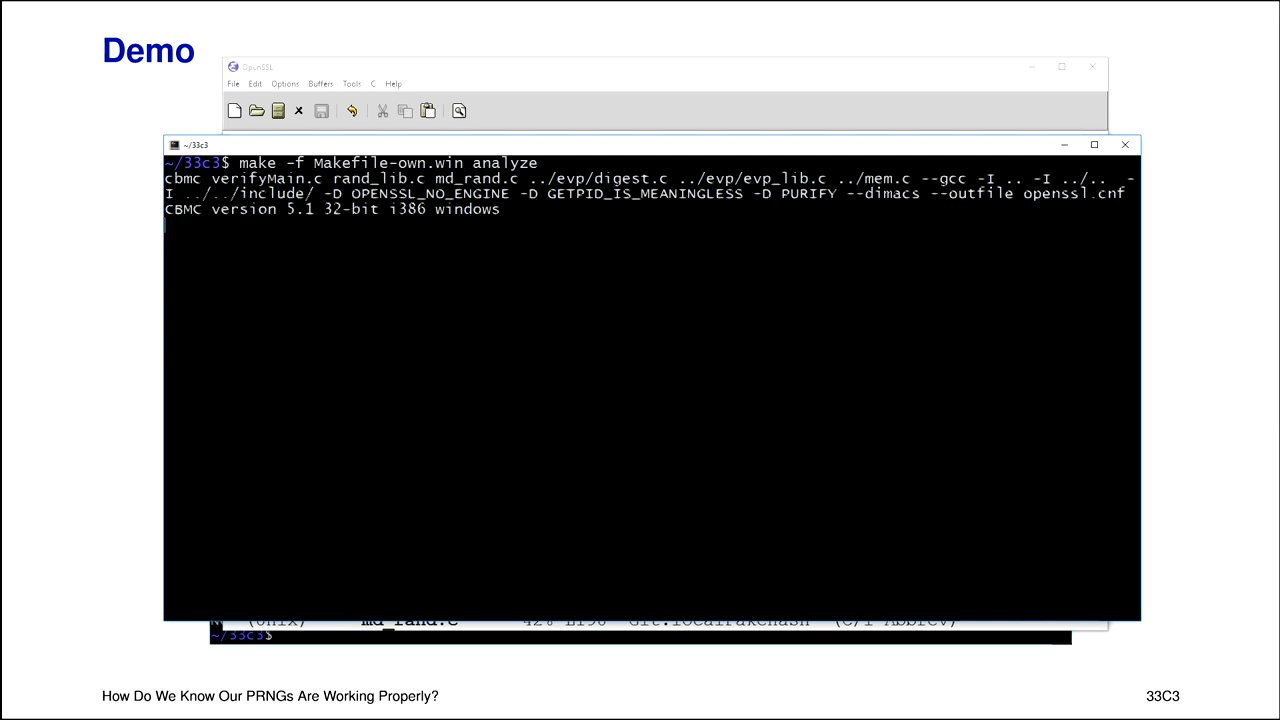 Demo
OpenSSL
File Edit Options Buffers Tools C Help
~/33c3
~/33c3$ make -f Makefile-own.win analyze
cbmc verifyMain.c rand_lib.c md_rand.c ../evp/digest.c ../evp/evp_lib.c ../mem.c --gcc -I .. -I ../.. -
I ../../include/ -D OPENSSL_NO_ENGINE -D GETPID_IS_MEANINGLESS -D PURIFY --dimacs --outfile openssl.cnf
CBMC version 5.1 32-bit i386 windows
(Unix) md_rand.c 42% L198 (C/l Abbrev)
~/33c3$
How Do We Know Our PRNGs Are Working Properly?
33C3